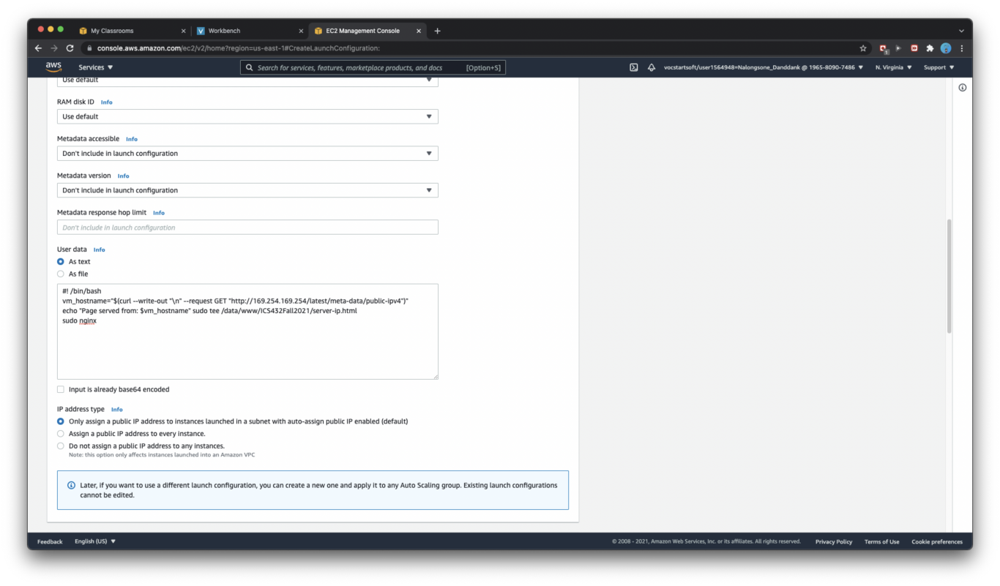 My Classrooms
Workbench
EC2 Management Console
console.aws.amazon.com/ec2/v2/home?region=us-east-1#CreateLaunchConfiguration:
aws
Services
Search for services, features, marketplace products, and docs [Option+S]
vocstartsoft/user1564948=Nalongsone_Danddank @ 1965-8090-7486
N. Virginia
Support
Use default
RAM disk ID Info
Use default
Metadata accessible Info
Don't include in launch configuration
Metadata version Info
Don't include in launch configuration
Metadata response hop limit Info
Don't include in launch configuration
User data Info
As text
As file
#! /bin/bash
vm_hostname="$(curl --write-out "\n" --request GET "http://169.254.169.254/latest/meta-data/public-ipv4")"
echo "Page served from: $vm_hostname" sudo tee /data/www/ICS432Fall2021/server-ip.html
sudo nginx
Input is already base64 encoded
IP address type Info
Only assign a public IP address to instances launched in a subnet with auto-assign public IP enabled (default)
Assign a public IP address to every instance.
Do not assign a public IP address to any instances.
Note: this option only affects instances launched into an Amazon VPC
Later, if you want to use a different launch configuration, you can create a new one and apply it to any Auto Scaling group. Existing launch configurations
cannot be edited.
Feedback
English (US)
© 2008 - 2021, Amazon Web Services, Inc. or its affiliates. All rights reserved.
Privacy Policy
Terms of Use
Cookie preferences